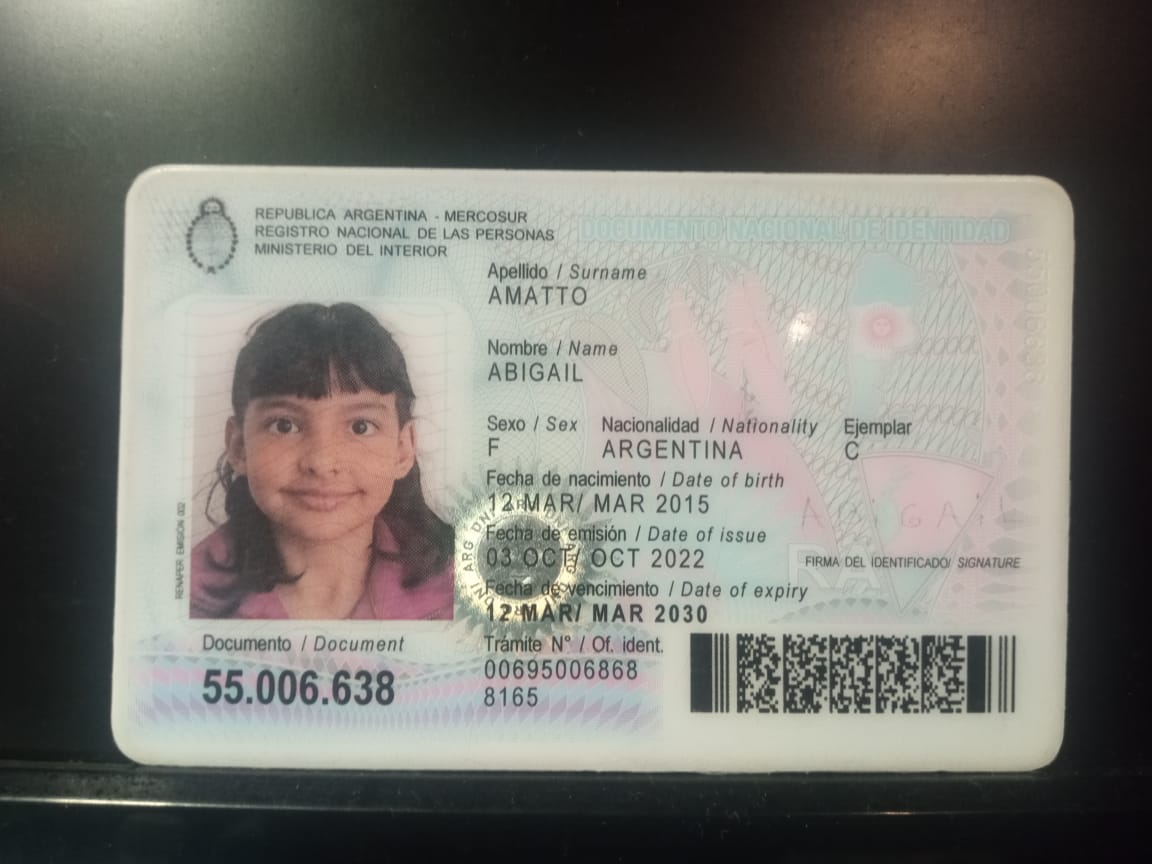 REPUBLICA ARGENTINA - MERCOSUR
REGISTRO NACIONAL DE LAS PERSONAS
MINISTERIO DEL INTERIOR
DOCUMENTO NACIONAL DE IDENTIDAD
Apellido / Surname
AMATTO
Nombre / Name
ABIGAIL
Sexo / Sex Nacionalidad / Nationality Ejemplar
F ARGENTINA C
Fecha de nacimiento / Date of birth
12 MAR/ MAR 2015
Fecha de emisión / Date of issue
03 OCT/ OCT 2022
ABIGAIL
FIRMA DEL IDENTIFICADO/ SIGNATURE
Fecha de vencimiento / Date of expiry
12 MAR/ MAR 2030
RENAPER EMISION 002
Documento / Document
55.006.638
Trámite N° / Of. ident.
00695006868
8165